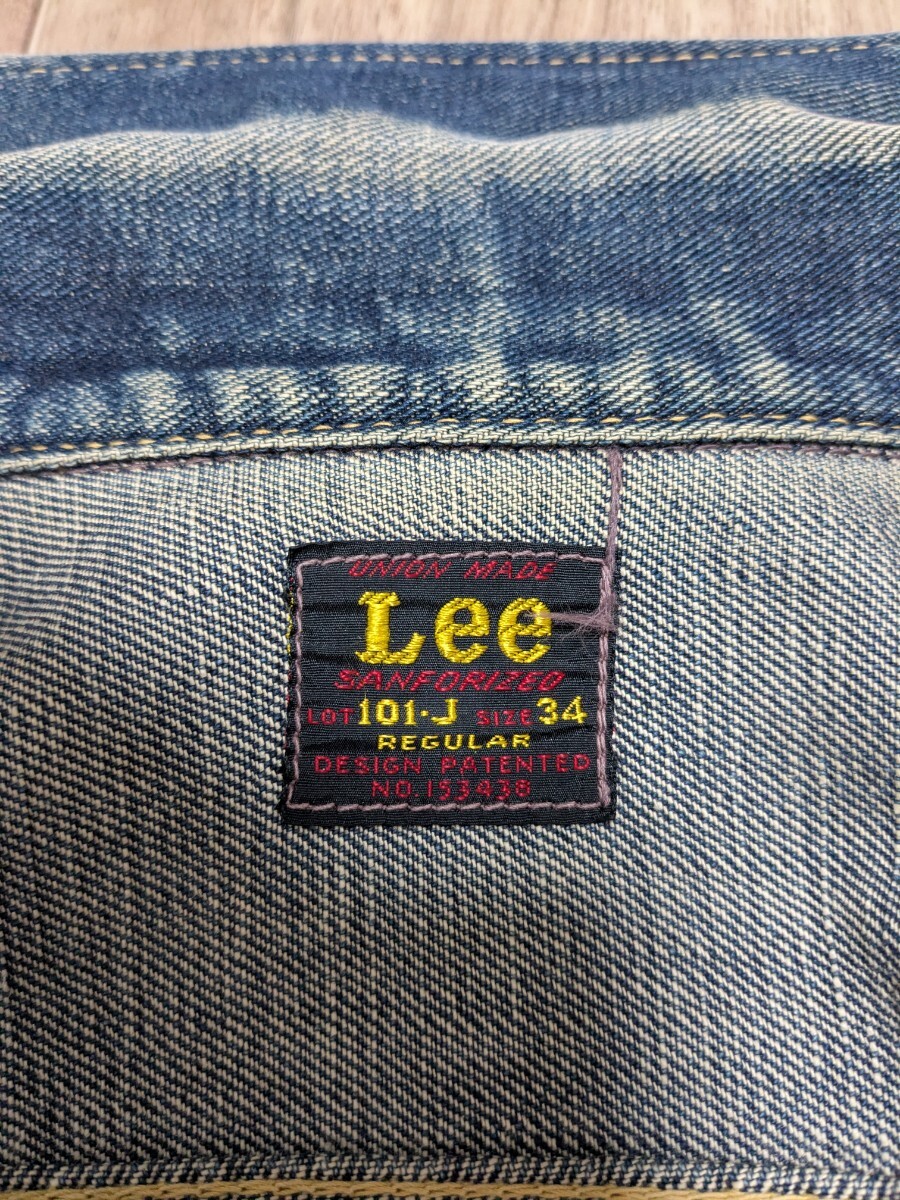 UNION MADE
Lee
SANFORIZED
LOT 101·J SIZE 34
REGULAR
DESIGN PATENTED
NO. 153438